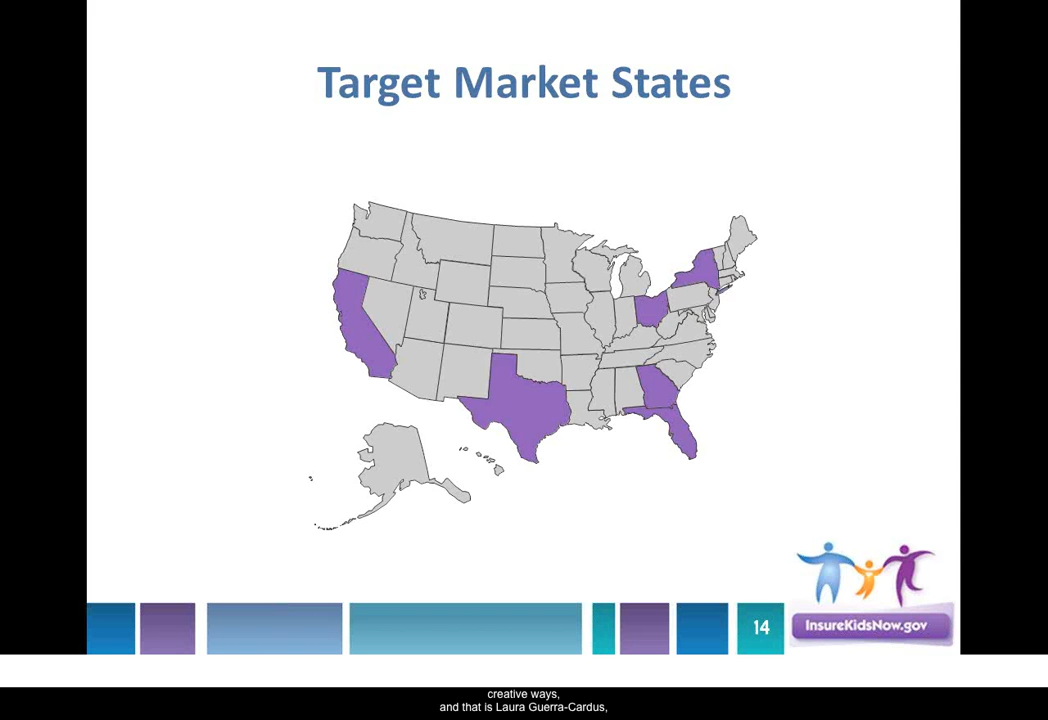 Target Market States
14
InsureKidsNow.gov
creative ways,
and that is Laura Guerra-Cardus,